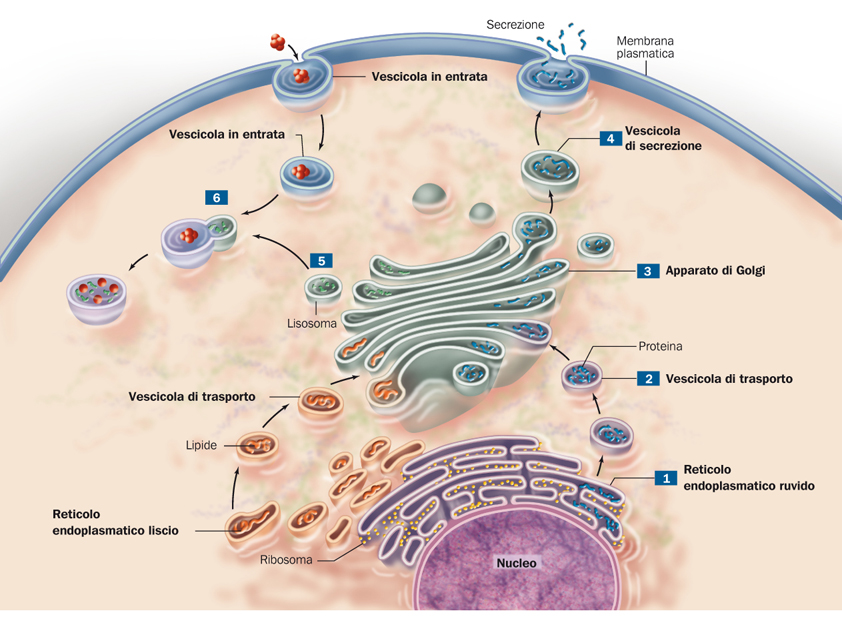 Secrezione
Membrana
plasmatica
Vescicola in entrata
Vescicola in entrata
4 Vescicola
di secrezione
6
5
3 Apparato di Golgi
Lisosoma
Proteina
2 Vescicola di trasporto
Vescicola di trasporto
Lipide
1 Reticolo
endoplasmatico ruvido
Reticolo
endoplasmatico liscio
Ribosoma
Nucleo